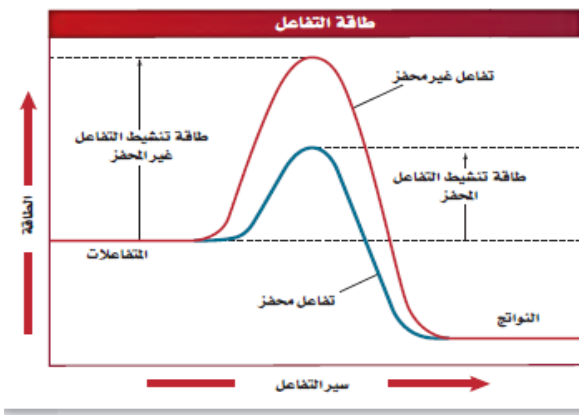 طاقة التفاعل
تفاعل غير محفز
طاقة تنشيط التفاعل
غير المحفز
طاقة تنشيط التفاعل
المحفز
الطاقة
المتفاعلات
تفاعل محفز
النواتج
سير التفاعل